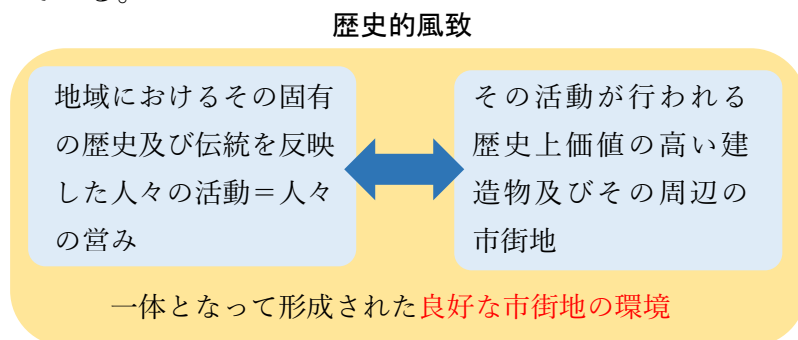 歴史的風致
地域におけるその固有
の歴史及び伝統を反映
した人々の活動＝人々
の営み
その活動が行われる
歴史上価値の高い建
造物及びその周辺の
市街地
一体となって形成された良好な市街地の環境